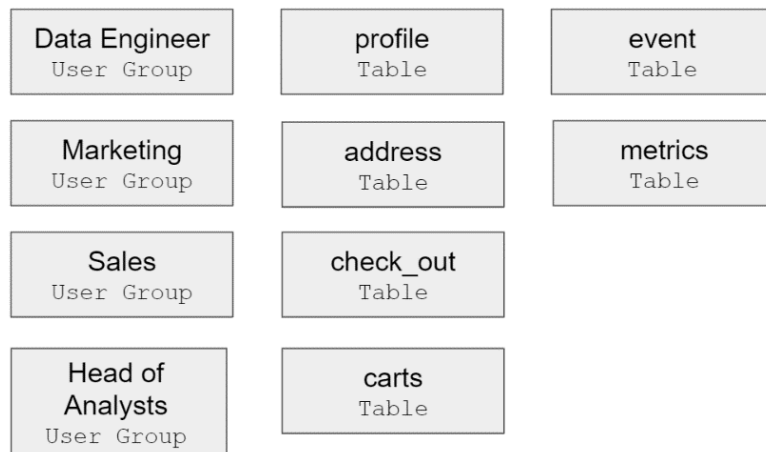 Data Engineer
User Group
profile
Table
event
Table
Marketing
User Group
address
Table
metrics
Table
Sales
User Group
check_out
Table
Head of
Analysts
User Group
carts
Table